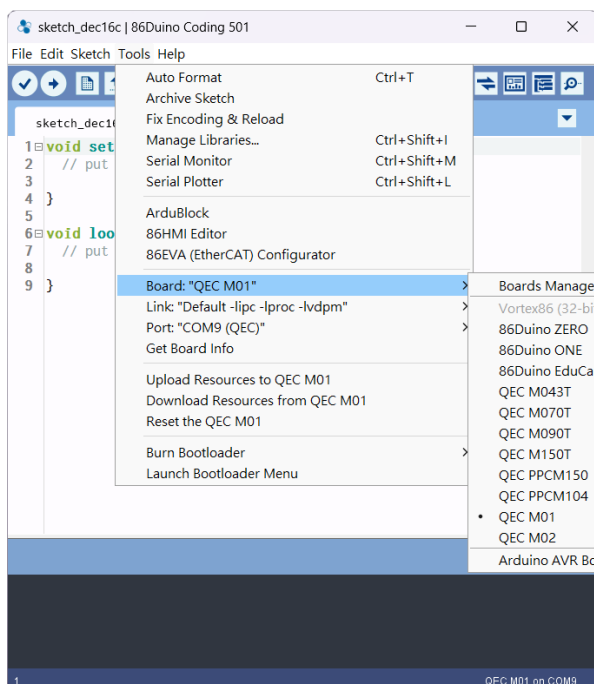 sketch_dec16c | 86Duino Coding 501
File Edit Sketch Tools Help
sketch_dec16
Auto Format Ctrl+T
Archive Sketch
Fix Encoding & Reload
Manage Libraries... Ctrl+Shift+I
Serial Monitor Ctrl+Shift+M
Serial Plotter Ctrl+Shift+L
ArduBlock
86HMI Editor
86EVA (EtherCAT) Configurator
Board: "QEC M01"
Link: "Default -lipc -lproc -lvdpm"
Port: "COM9 (QEC)"
Get Board Info
Upload Resources to QEC M01
Download Resources from QEC M01
Reset the QEC M01
Burn Bootloader
Launch Bootloader Menu
1 void set
2 // put
3
4 }
5
6 void loo
7 // put
8
9 }
Boards Manage
Vortex86 (32-bi
86Duino ZERO
86Duino ONE
86Duino EduCa
QEC M043T
QEC M070T
QEC M090T
QEC M150T
QEC PPCM150
QEC PPCM104
• QEC M01
QEC M02
Arduino AVR Bo
1 QEC M01 on COM9